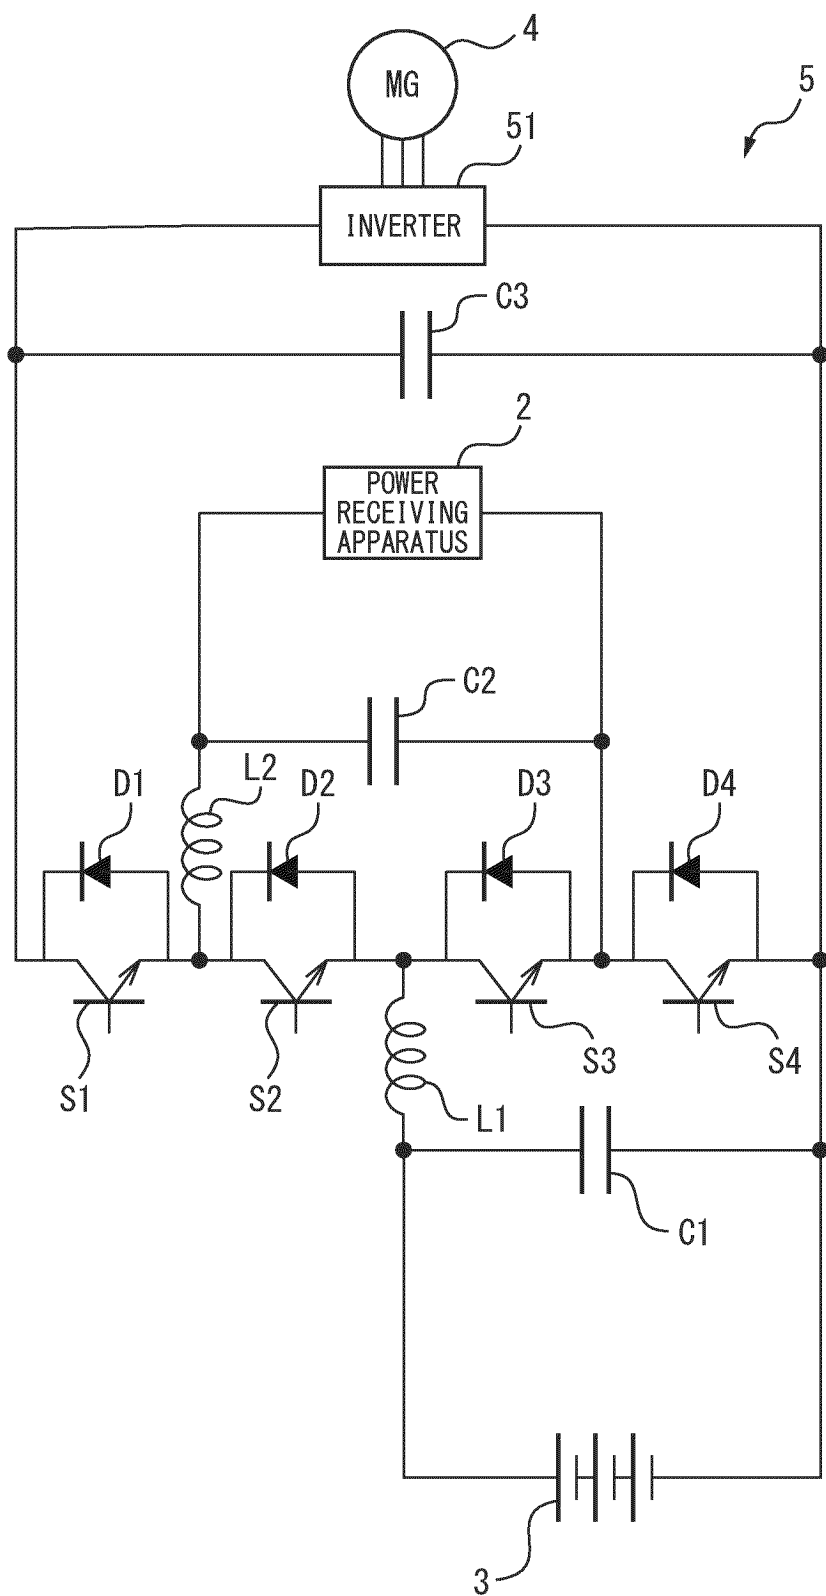 4
MG
5
51
INVERTER
C3
2
POWER
RECEIVING
APPARATUS
C2
L2
D1
D2
D3
D4
S1
S2
S3
S4
L1
C1
3